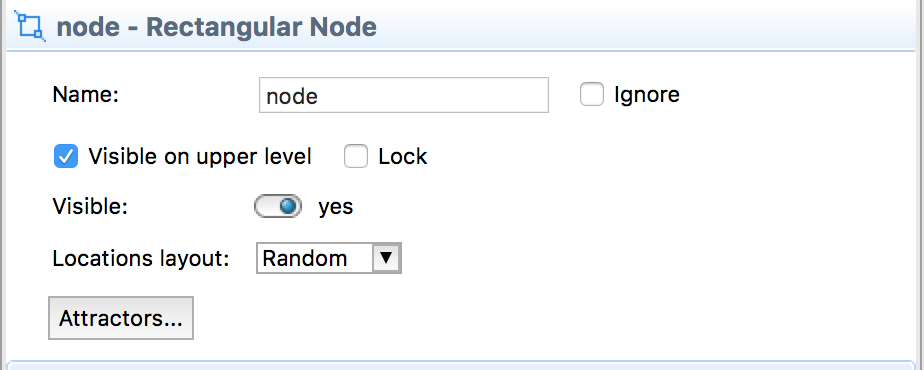 node - Rectangular Node
Name: node Ignore
Visible on upper level Lock
Visible: yes
Locations layout: Random
Attractors...